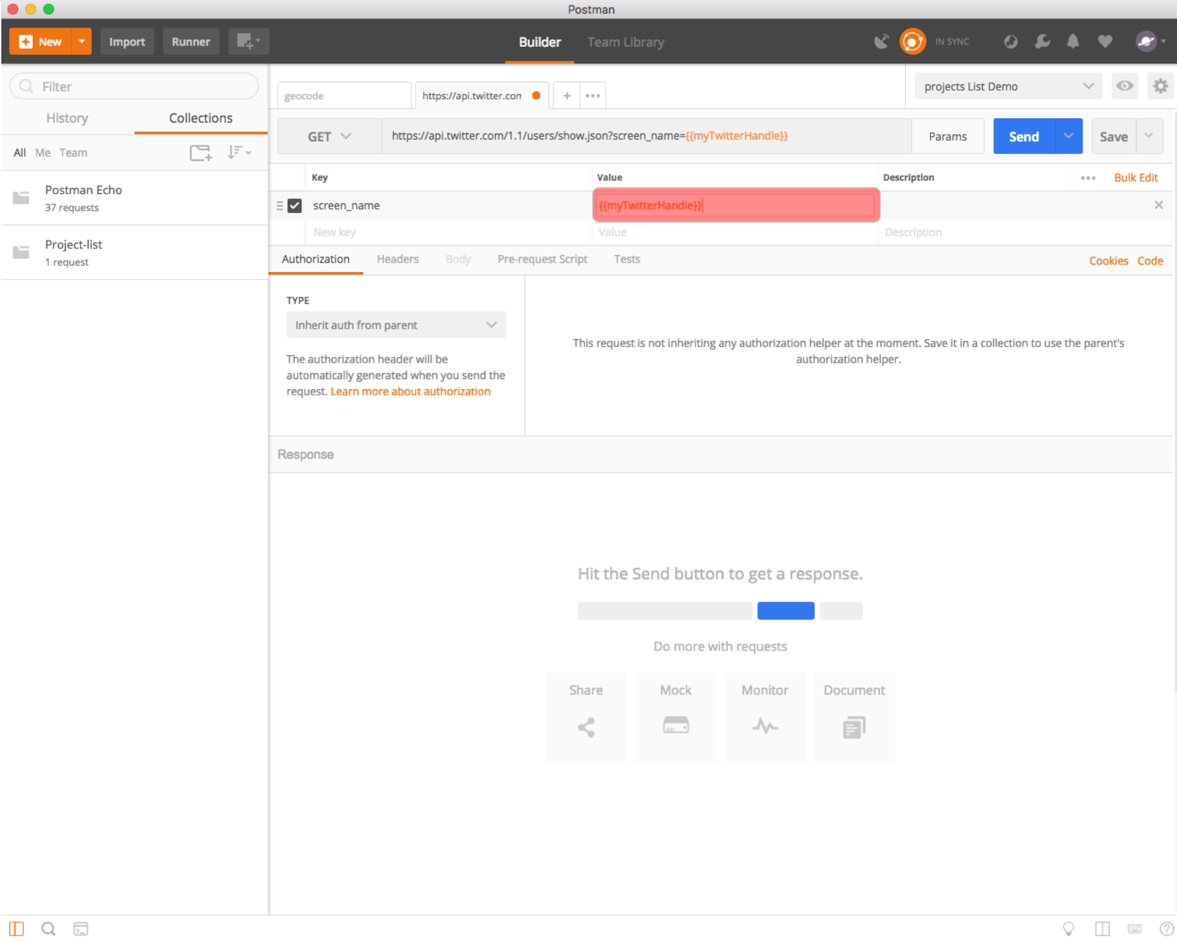 Postman
New
Import
Runner
Builder
Team Library
IN SYNC
Filter
History
Collections
All Me Team
Postman Echo
37 requests
Project-list
1 request
geocode
https://api.twitter.con
+
projects List Demo
GET
https://api.twitter.com/1.1/users/show.json?screen_name={{myTwitterHandle}}
Params
Send
Save
Key
Value
Description
Bulk Edit
screen_name
{{myTwitterHandle}}
New key
Value
Description
Authorization
Headers
Body
Pre-request Script
Tests
Cookies
Code
TYPE
Inherit auth from parent
The authorization header will be
automatically generated when you send the
request. Learn more about authorization
This request is not inheriting any authorization helper at the moment. Save it in a collection to use the parent's
authorization helper.
Response
Hit the Send button to get a response.
Do more with requests
Share
Mock
Monitor
Document